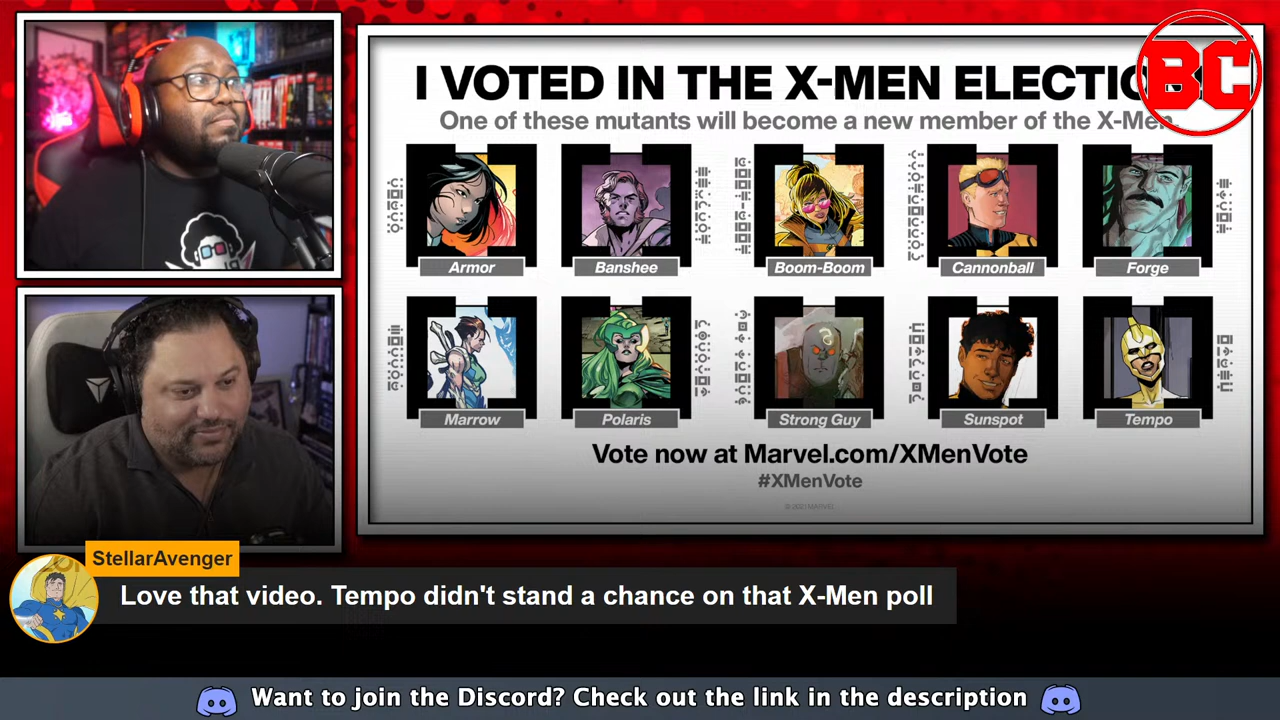 I VOTED IN THE X-MEN ELECTIO
BC
One of these mutants will become a new member of the X-Men.
Armor
Banshee
Boom-Boom
Cannonball
Forge
Marrow
Polaris
Strong Guy
Sunspot
Tempo
Vote now at Marvel.com/XMenVote
#XMenVote
© 2021 MARVEL
StellarAvenger
Love that video. Tempo didn't stand a chance on that X-Men poll
Want to join the Discord? Check out the link in the description